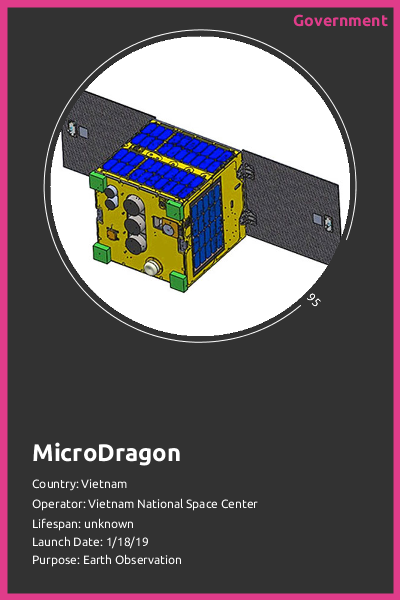 Government
95
MicroDragon
Country: Vietnam
Operator: Vietnam National Space Center
Lifespan: unknown
Launch Date: 1/18/19
Purpose: Earth Observation